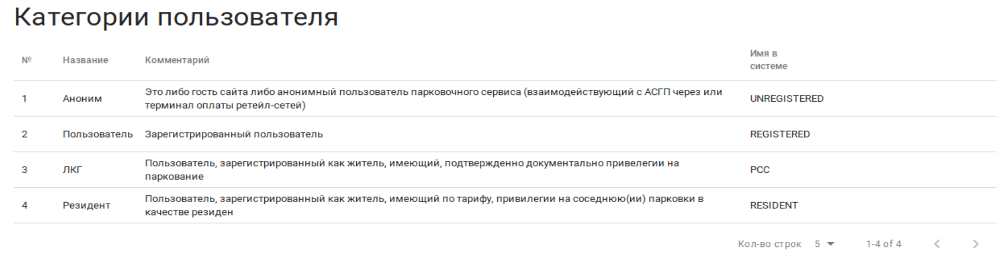 Категории пользователя
№ Название Комментарий Имя в
системе
1 Аноним Это либо гость сайта либо анонимный пользователь парковочного сервиса (взаимодействующий с АСГП через или
терминал оплаты ретейл-сетей) UNREGISTERED
2 Пользователь Зарегистрированный пользователь REGISTERED
3 ЛКГ Пользователь, зарегистрированный как житель, имеющий, подтвержденно документально привелегии на
паркование PCC
4 Резидент Пользователь, зарегистрированный как житель, имеющий по тарифу, привилегии на соседнюю(ии) парковки в
качестве резиден RESIDENT
Кол-во строк 5 1-4 of 4